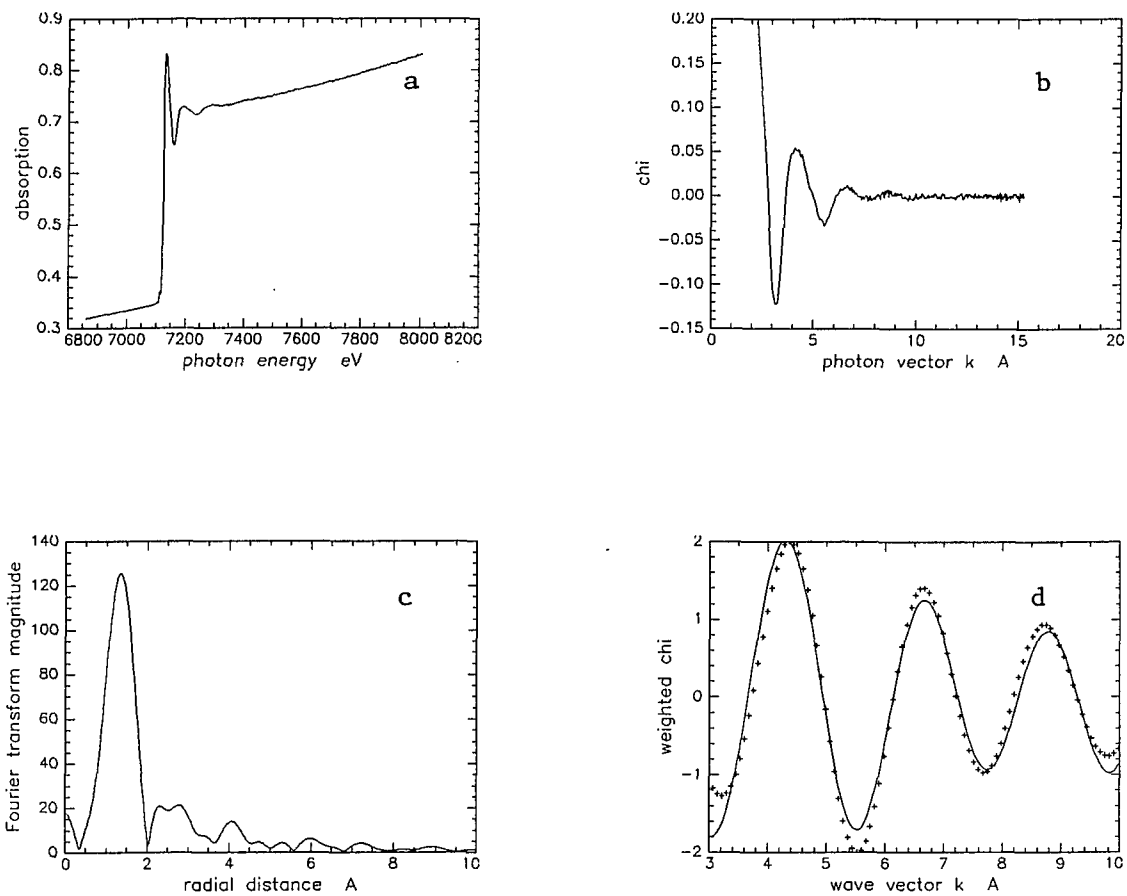 0.9
0.8
0.7
0.6
0.5
0.4
0.3
absorption
a
6800 7000 7200 7400 7600 7800 8000 8200
photon energy eV
0.20
0.15
0.10
0.05
0.00
-0.05
-0.10
-0.15
chi
b
0 5 10 15 20
photon vector k A
140
120
100
80
60
40
20
0
Fourier transform magnitude
c
0 2 4 6 8 10
radial distance A
2
1
0
-1
-2
weighted chi
d
3 4 5 6 7 8 9 10
wave vector k A